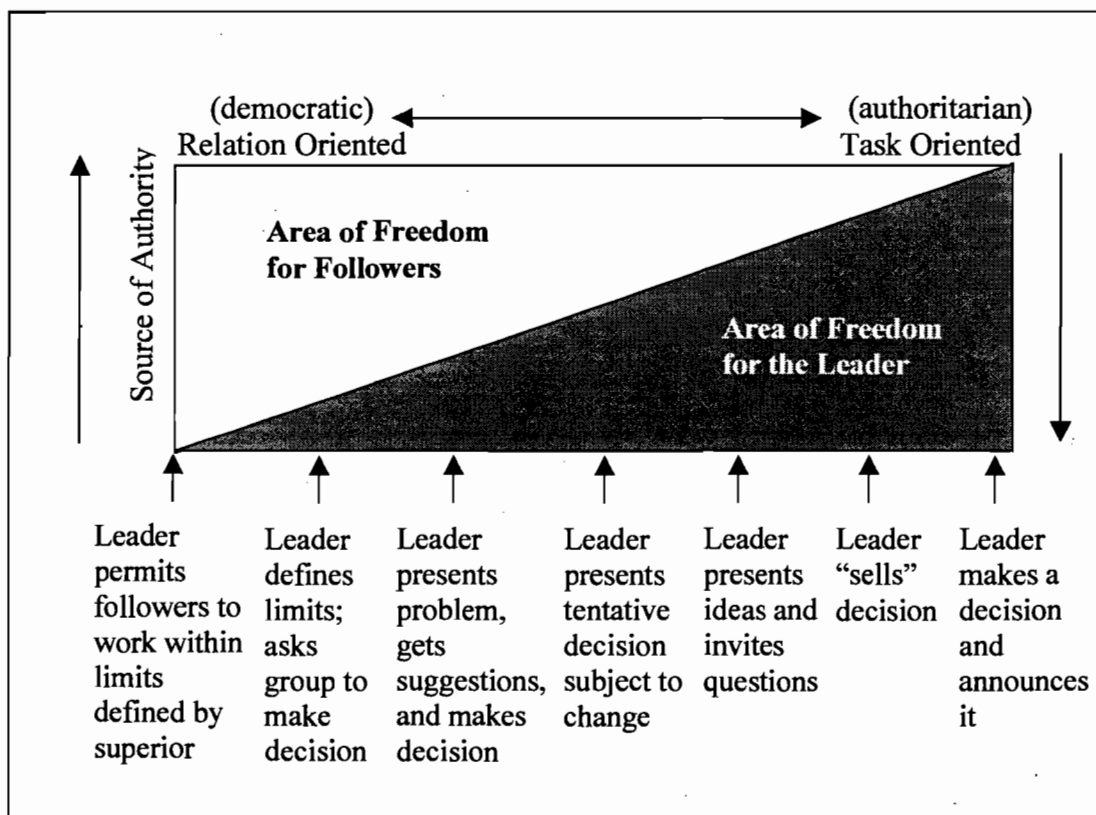 (democratic)
Relation Oriented
(authoritarian)
Task Oriented
Source of Authority
Area of Freedom
for Followers
Area of Freedom
for the Leader
Leader
permits
followers to
work within
limits
defined by
superior
Leader
defines
limits;
asks
group to
make
decision
Leader
presents
problem,
gets
suggestions,
and makes
decision
Leader
presents
tentative
decision
subject to
change
Leader
presents
ideas and
invites
questions
Leader
“sells”
decision
Leader
makes a
decision
and
announces
it